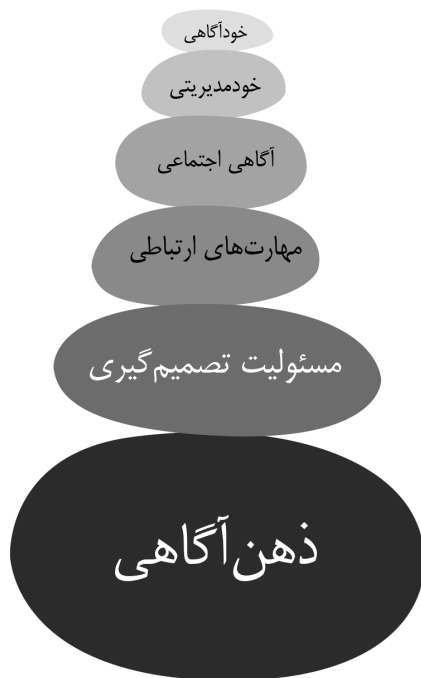 خودآگاهی
خودمدیریتی
آگاهی اجتماعی
مهارت‌های ارتباطی
مسئولیت تصمیم‌گیری
ذهن‌آگاهی